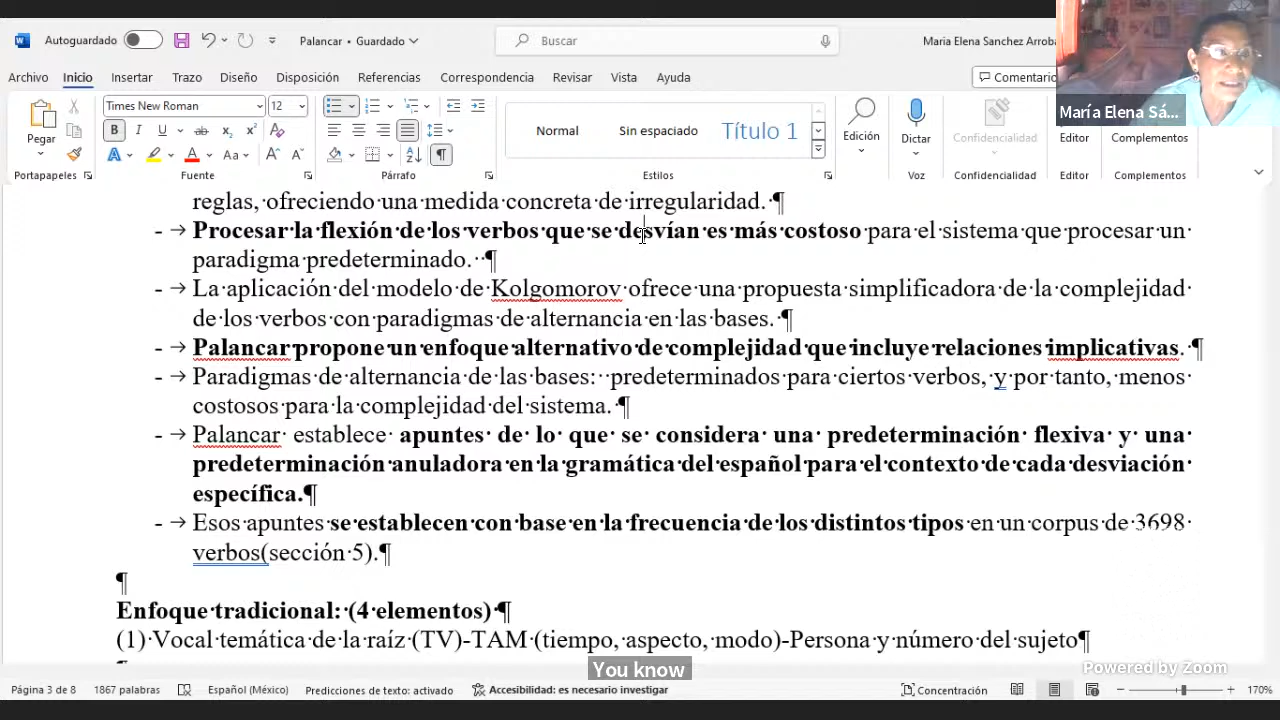 Autoguardado
Palancar • Guardado
Buscar
Maria Elena Sanchez Arroba
Archivo Inicio Insertar Trazo Diseño Disposición Referencias Correspondencia Revisar Vista Ayuda
Comentario
María Elena Sá...
Times New Roman 12
Pegar
Normal Sin espaciado Título 1
Edición Dictar Confidencialidad Editor Complementos
Portapapeles Fuente Párrafo Estilos Voz Confidencialidad Editor Complementos
reglas, ofreciendo una medida concreta de irregularidad. ¶
- → Procesar la flexión de los verbos que se desvían es más costoso para el sistema que procesar un
paradigma predeterminado. ¶
- → La aplicación del modelo de Kolgomorov ofrece una propuesta simplificadora de la complejidad
de los verbos con paradigmas de alternancia en las bases. ¶
- → Palancar propone un enfoque alternativo de complejidad que incluye relaciones implicativas. ¶
- → Paradigmas de alternancia de las bases: predeterminados para ciertos verbos, y por tanto, menos
costosos para la complejidad del sistema. ¶
- → Palancar establece apuntes de lo que se considera una predeterminación flexiva y una
predeterminación anuladora en la gramática del español para el contexto de cada desviación
específica.¶
- → Esos apuntes se establecen con base en la frecuencia de los distintos tipos en un corpus de 3698
verbos(sección 5).¶
¶
Enfoque tradicional: (4 elementos) ¶
(1) Vocal temática de la raíz (TV)-TAM (tiempo, aspecto, modo)-Persona y número del sujeto¶
You know
Powered by Zoom
Página 3 de 8 1867 palabras Español (México) Predicciones de texto: activado Accesibilidad: es necesario investigar Concentración 170%